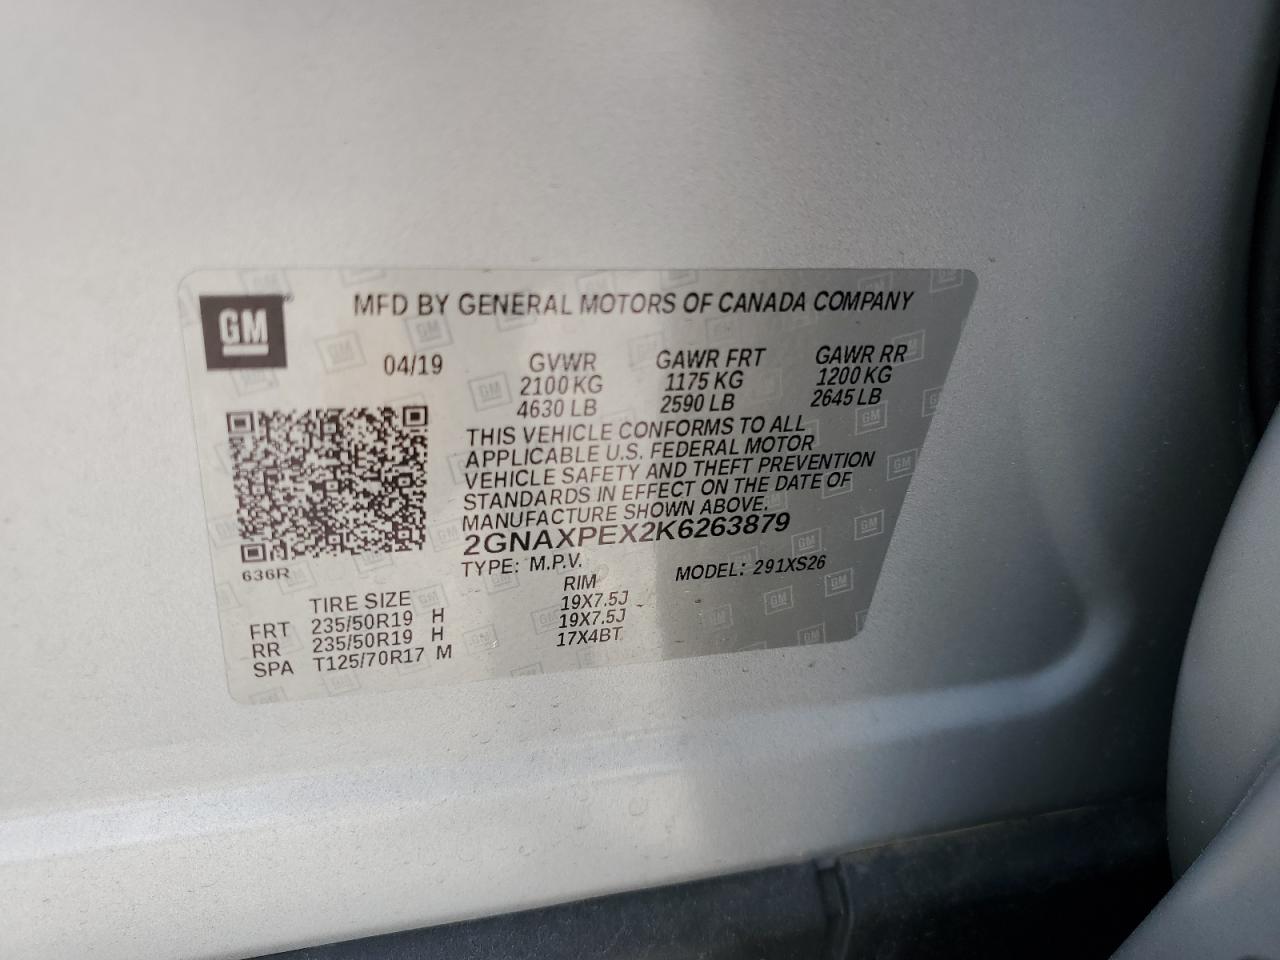 GM
MFD BY GENERAL MOTORS OF CANADA COMPANY
04/19 GVWR GAWR FRT GAWR RR
2100 KG 1175 KG 1200 KG
4630 LB 2590 LB 2645 LB
THIS VEHICLE CONFORMS TO ALL
APPLICABLE U.S. FEDERAL MOTOR
VEHICLE SAFETY AND THEFT PREVENTION
STANDARDS IN EFFECT ON THE DATE OF
MANUFACTURE SHOWN ABOVE.
2GNAXPEX2K6263879
636R
TYPE: M.P.V. MODEL: 291XS26
TIRE SIZE RIM
FRT 235/50R19 H 19X7.5J
RR 235/50R19 H 19X7.5J
SPA T125/70R17 M 17X4BT